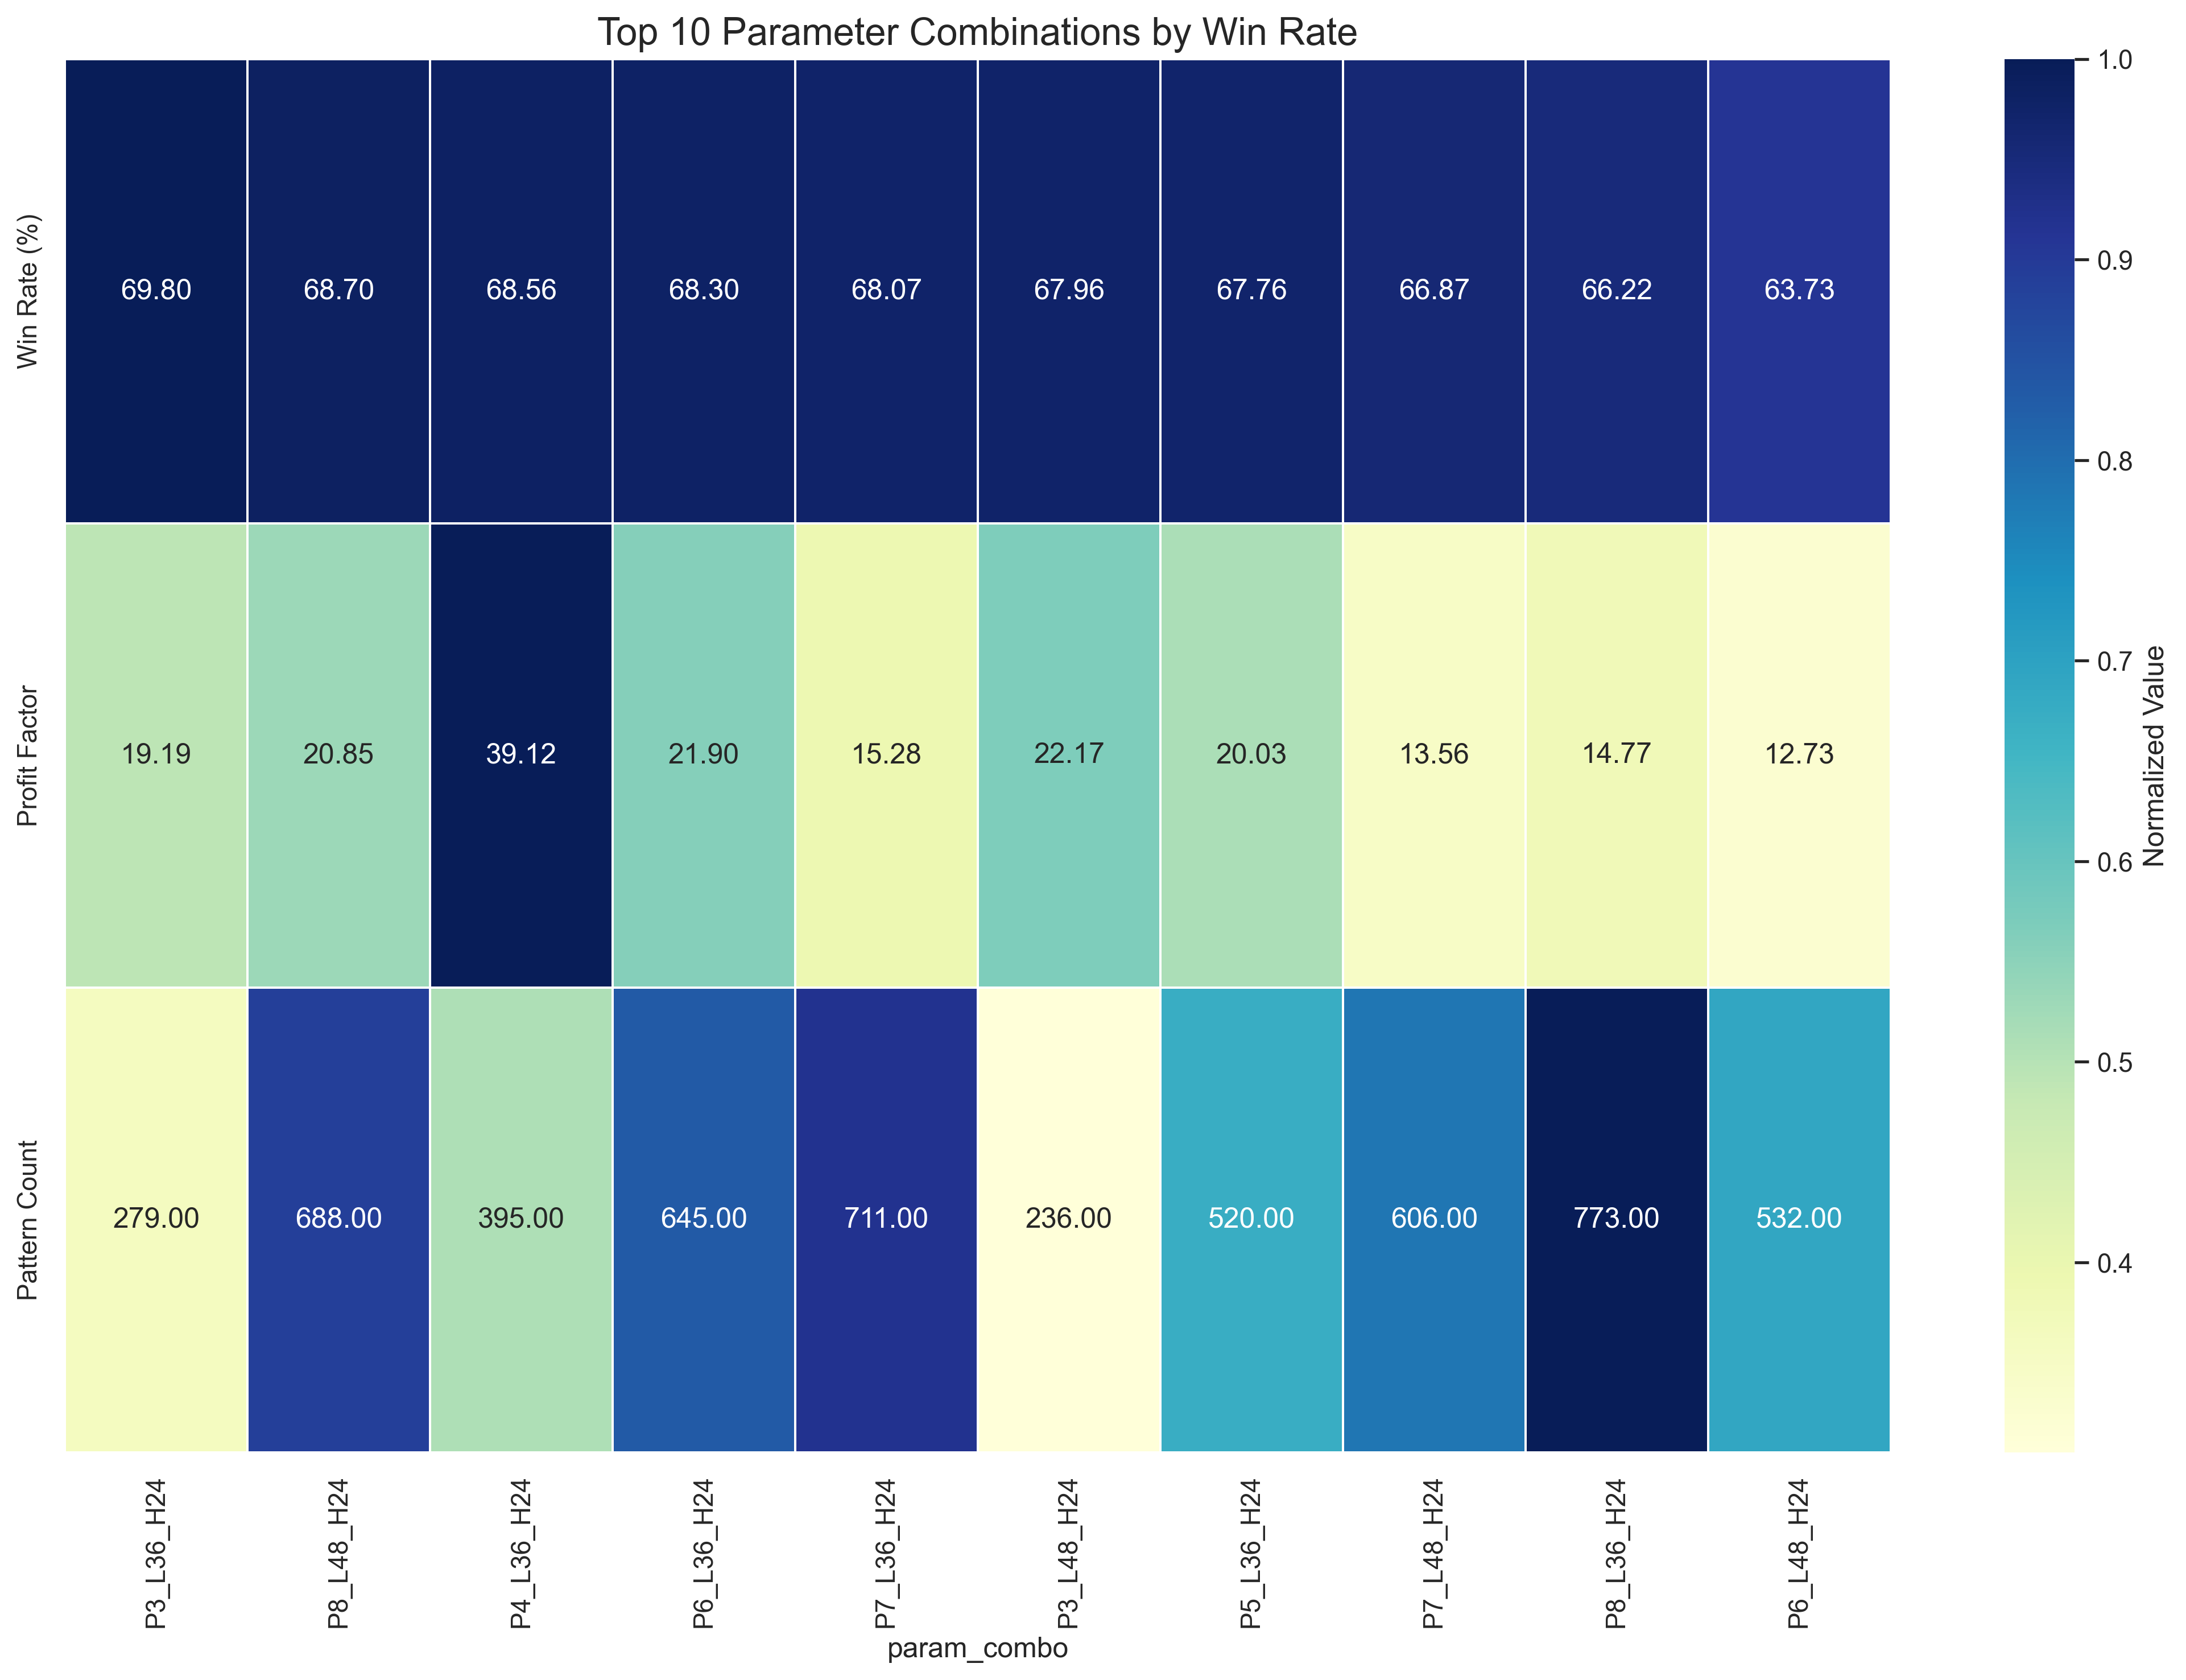 Top 10 Parameter Combinations by Win Rate
Win Rate (%)
69.80 68.70 68.56 68.30 68.07 67.96 67.76 66.87 66.22 63.73
Profit Factor
19.19 20.85 39.12 21.90 15.28 22.17 20.03 13.56 14.77 12.73
Pattern Count
279.00 688.00 395.00 645.00 711.00 236.00 520.00 606.00 773.00 532.00
P3_L36_H24
P8_L48_H24
P4_L36_H24
P6_L36_H24
P7_L36_H24
P3_L48_H24
P5_L36_H24
P7_L48_H24
P8_L36_H24
P6_L48_H24
param_combo
1.0
0.9
0.8
0.7
0.6
0.5
0.4
Normalized Value